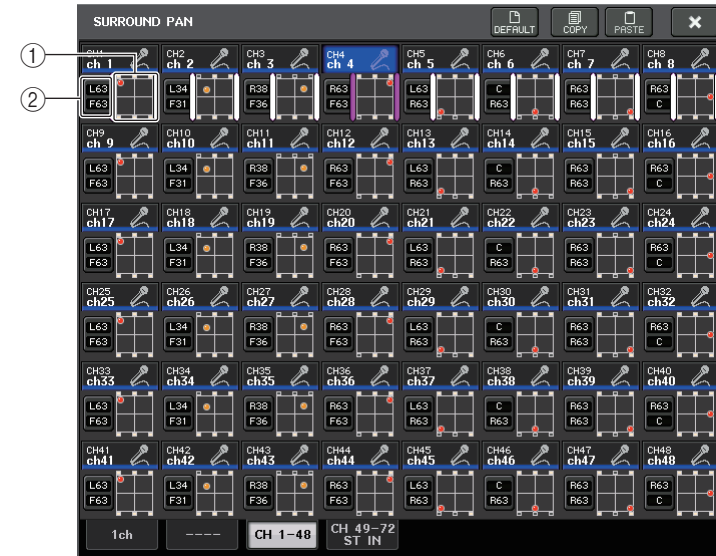 SURROUND PAN DEFAULT COPY PASTE
1
2
CH1 CH2 CH3 CH4 CH5 CH6 CH7 CH8
ch 1 ch 2 ch 3 ch 4 ch 5 ch 6 ch 7 ch 8
L63 L34 R38 R63 L63 C R63 R63
F63 F31 F36 F63 R63 R63 R63 C
CH9 CH10 CH11 CH12 CH13 CH14 CH15 CH16
ch 9 ch10 ch11 ch12 ch13 ch14 ch15 ch16
L63 L34 R38 R63 L63 C R63 R63
F63 F31 F36 F63 R63 R63 R63 C
CH17 CH18 CH19 CH20 CH21 CH22 CH23 CH24
ch17 ch18 ch19 ch20 ch21 ch22 ch23 ch24
L63 L34 R38 R63 L63 C R63 R63
F63 F31 F36 F63 R63 R63 R63 C
CH25 CH26 CH27 CH28 CH29 CH30 CH31 CH32
ch25 ch26 ch27 ch28 ch29 ch30 ch31 ch32
L63 L34 R38 R63 L63 C R63 R63
F63 F31 F36 F63 R63 R63 R63 C
CH33 CH34 CH35 CH36 CH37 CH38 CH39 CH40
ch33 ch34 ch35 ch36 ch37 ch38 ch39 ch40
L63 L34 R38 R63 L63 C R63 R63
F63 F31 F36 F63 R63 R63 R63 C
CH41 CH42 CH43 CH44 CH45 CH46 CH47 CH48
ch41 ch42 ch43 ch44 ch45 ch46 ch47 ch48
L63 L34 R38 R63 L63 C R63 R63
F63 F31 F36 F63 R63 R63 R63 C
1ch ---- CH 1-48 CH 49-72
ST IN